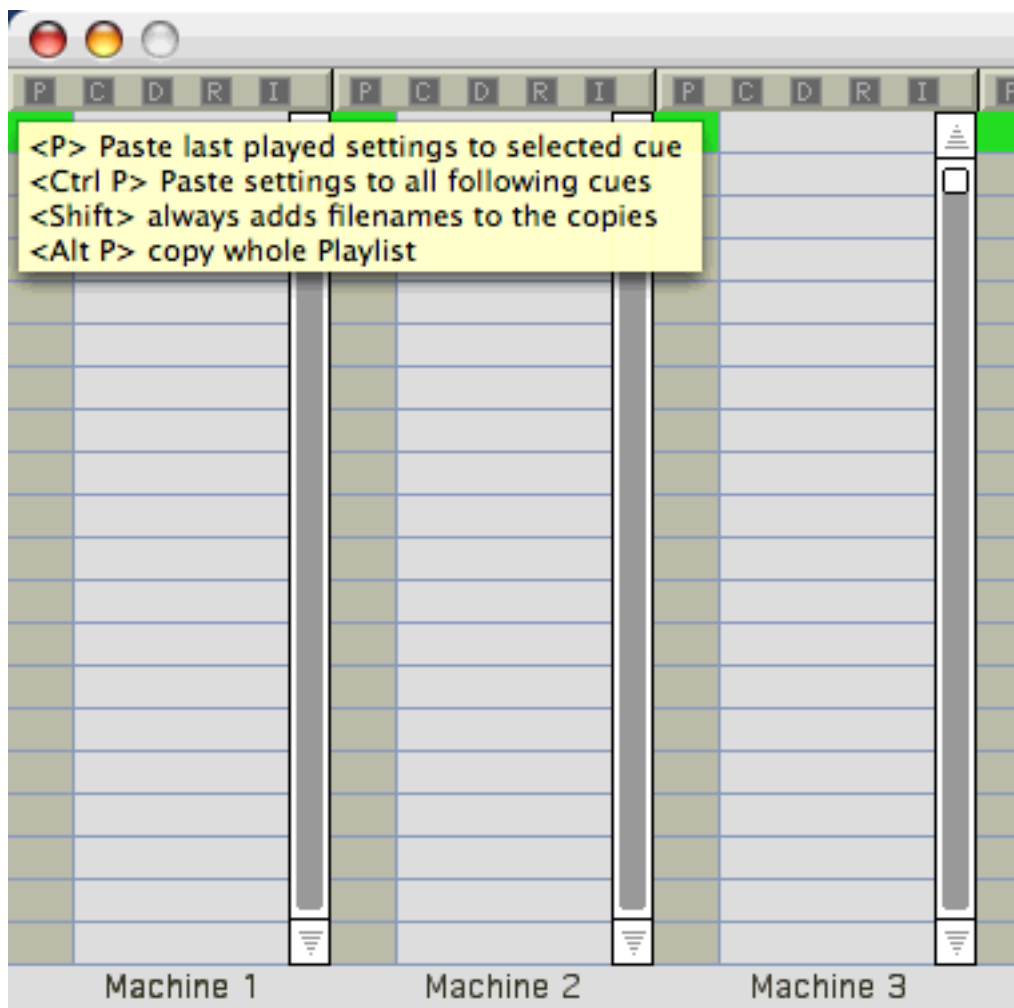 P C D R I P C D R I P C D R I
<P> Paste last played settings to selected cue
<Ctrl P> Paste settings to all following cues
<Shift> always adds filenames to the copies
<Alt P> copy whole Playlist
Machine 1 Machine 2 Machine 3